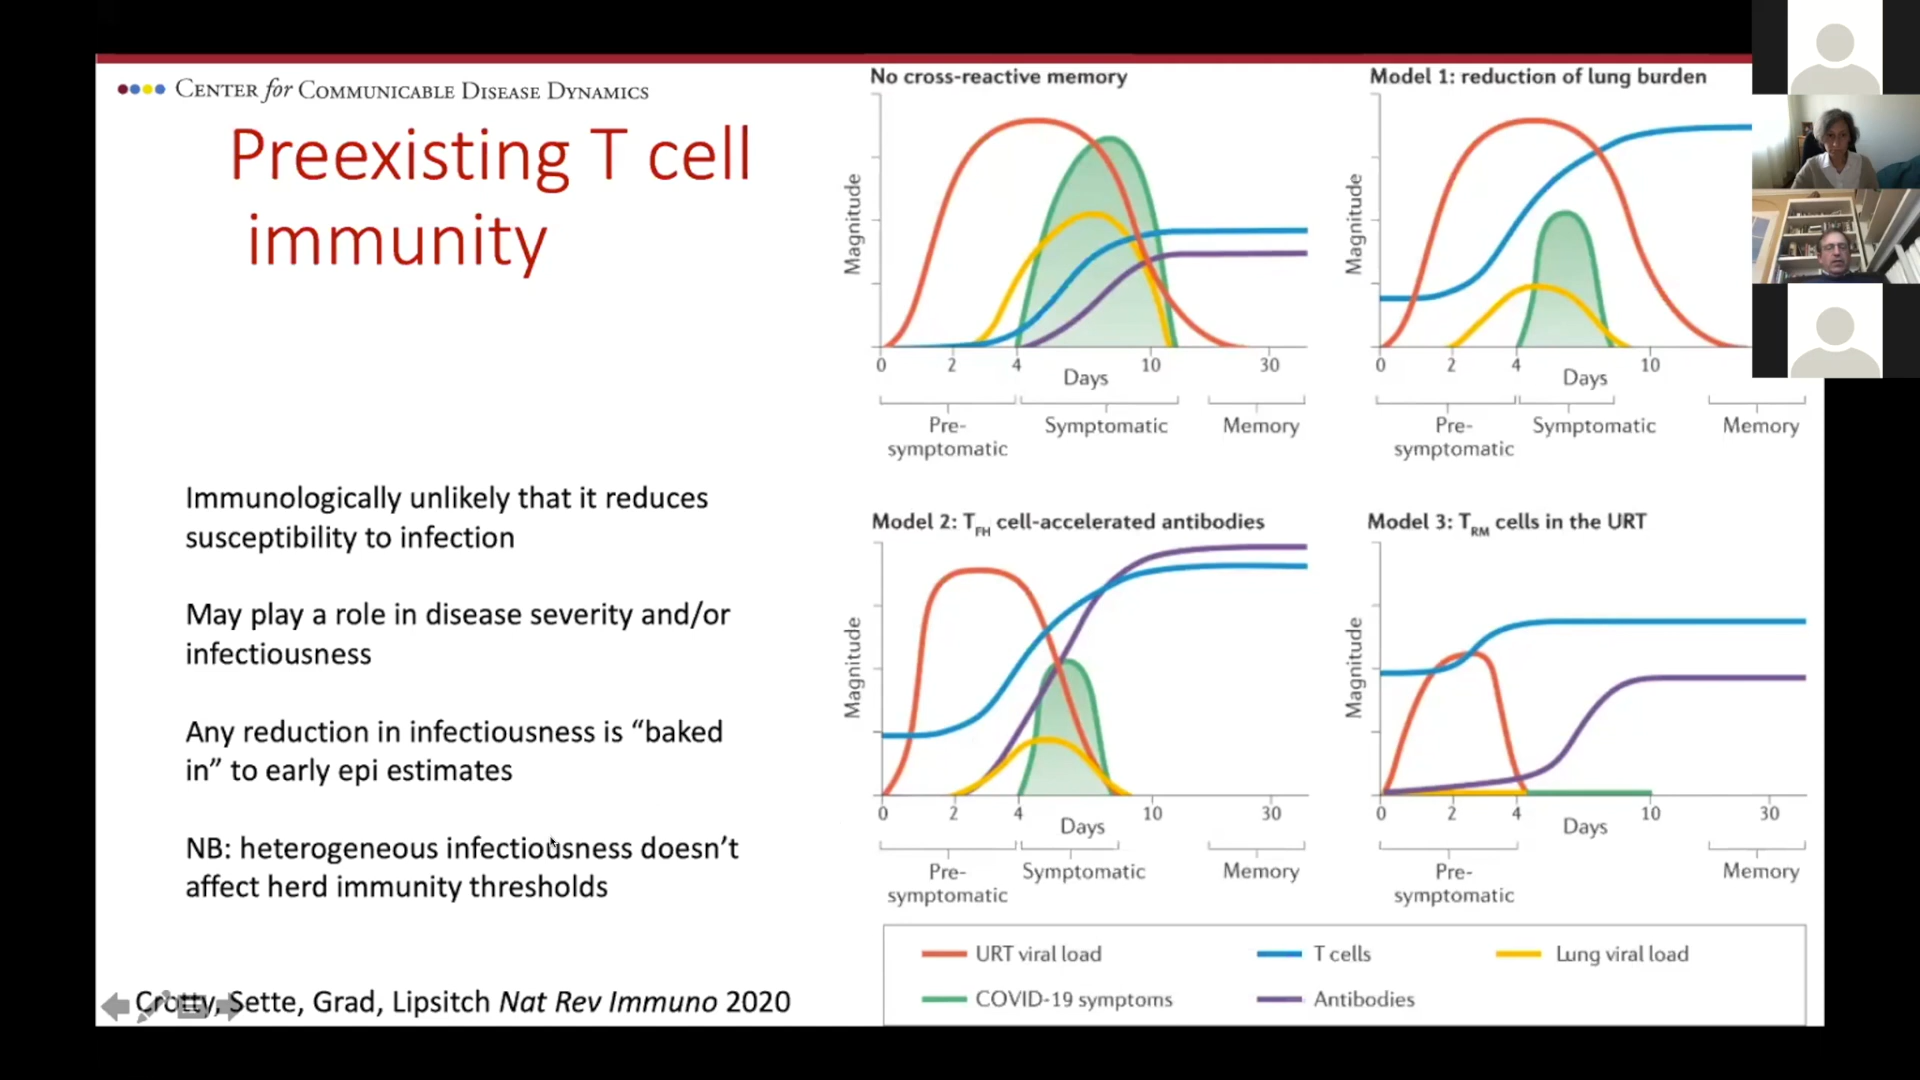 CENTER for COMMUNICABLE DISEASE DYNAMICS
Preexisting T cell
immunity
Immunologically unlikely that it reduces
susceptibility to infection
May play a role in disease severity and/or
infectiousness
Any reduction in infectiousness is “baked
in” to early epi estimates
NB: heterogeneous infectiousness doesn’t
affect herd immunity thresholds
Crotty, Sette, Grad, Lipsitch Nat Rev Immuno 2020
No cross-reactive memory
Magnitude
0 2 4 10 30
Days
Pre-
symptomatic
Symptomatic
Memory
Model 1: reduction of lung burden
Magnitude
0 2 4 10
Days
Pre-
symptomatic
Symptomatic
Memory
Model 2: TFH cell-accelerated antibodies
Magnitude
0 2 4 10 30
Days
Pre-
symptomatic
Symptomatic
Memory
Model 3: TRM cells in the URT
Magnitude
0 2 4 10 30
Days
Pre-
symptomatic
Memory
URT viral load
T cells
Lung viral load
COVID-19 symptoms
Antibodies